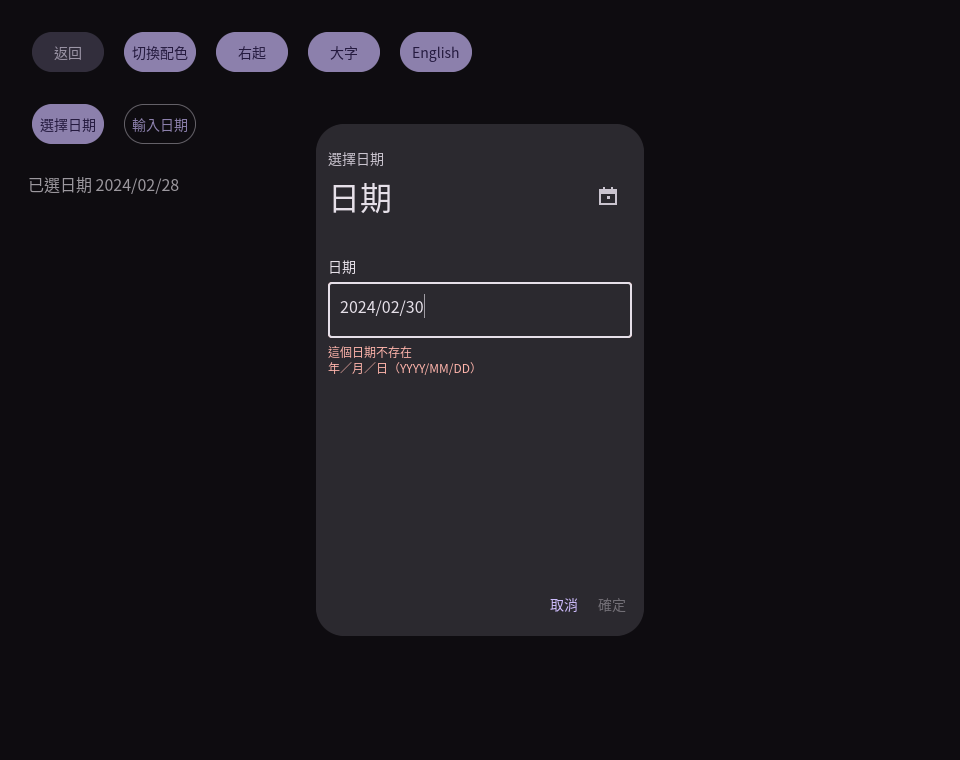 返回
切換配色
右起
大字
English
選擇日期
輸入日期
已選日期 2024/02/28
選擇日期
日期
日期
2024/02/30
這個日期不存在
年／月／日（YYYY/MM/DD）
取消
確定